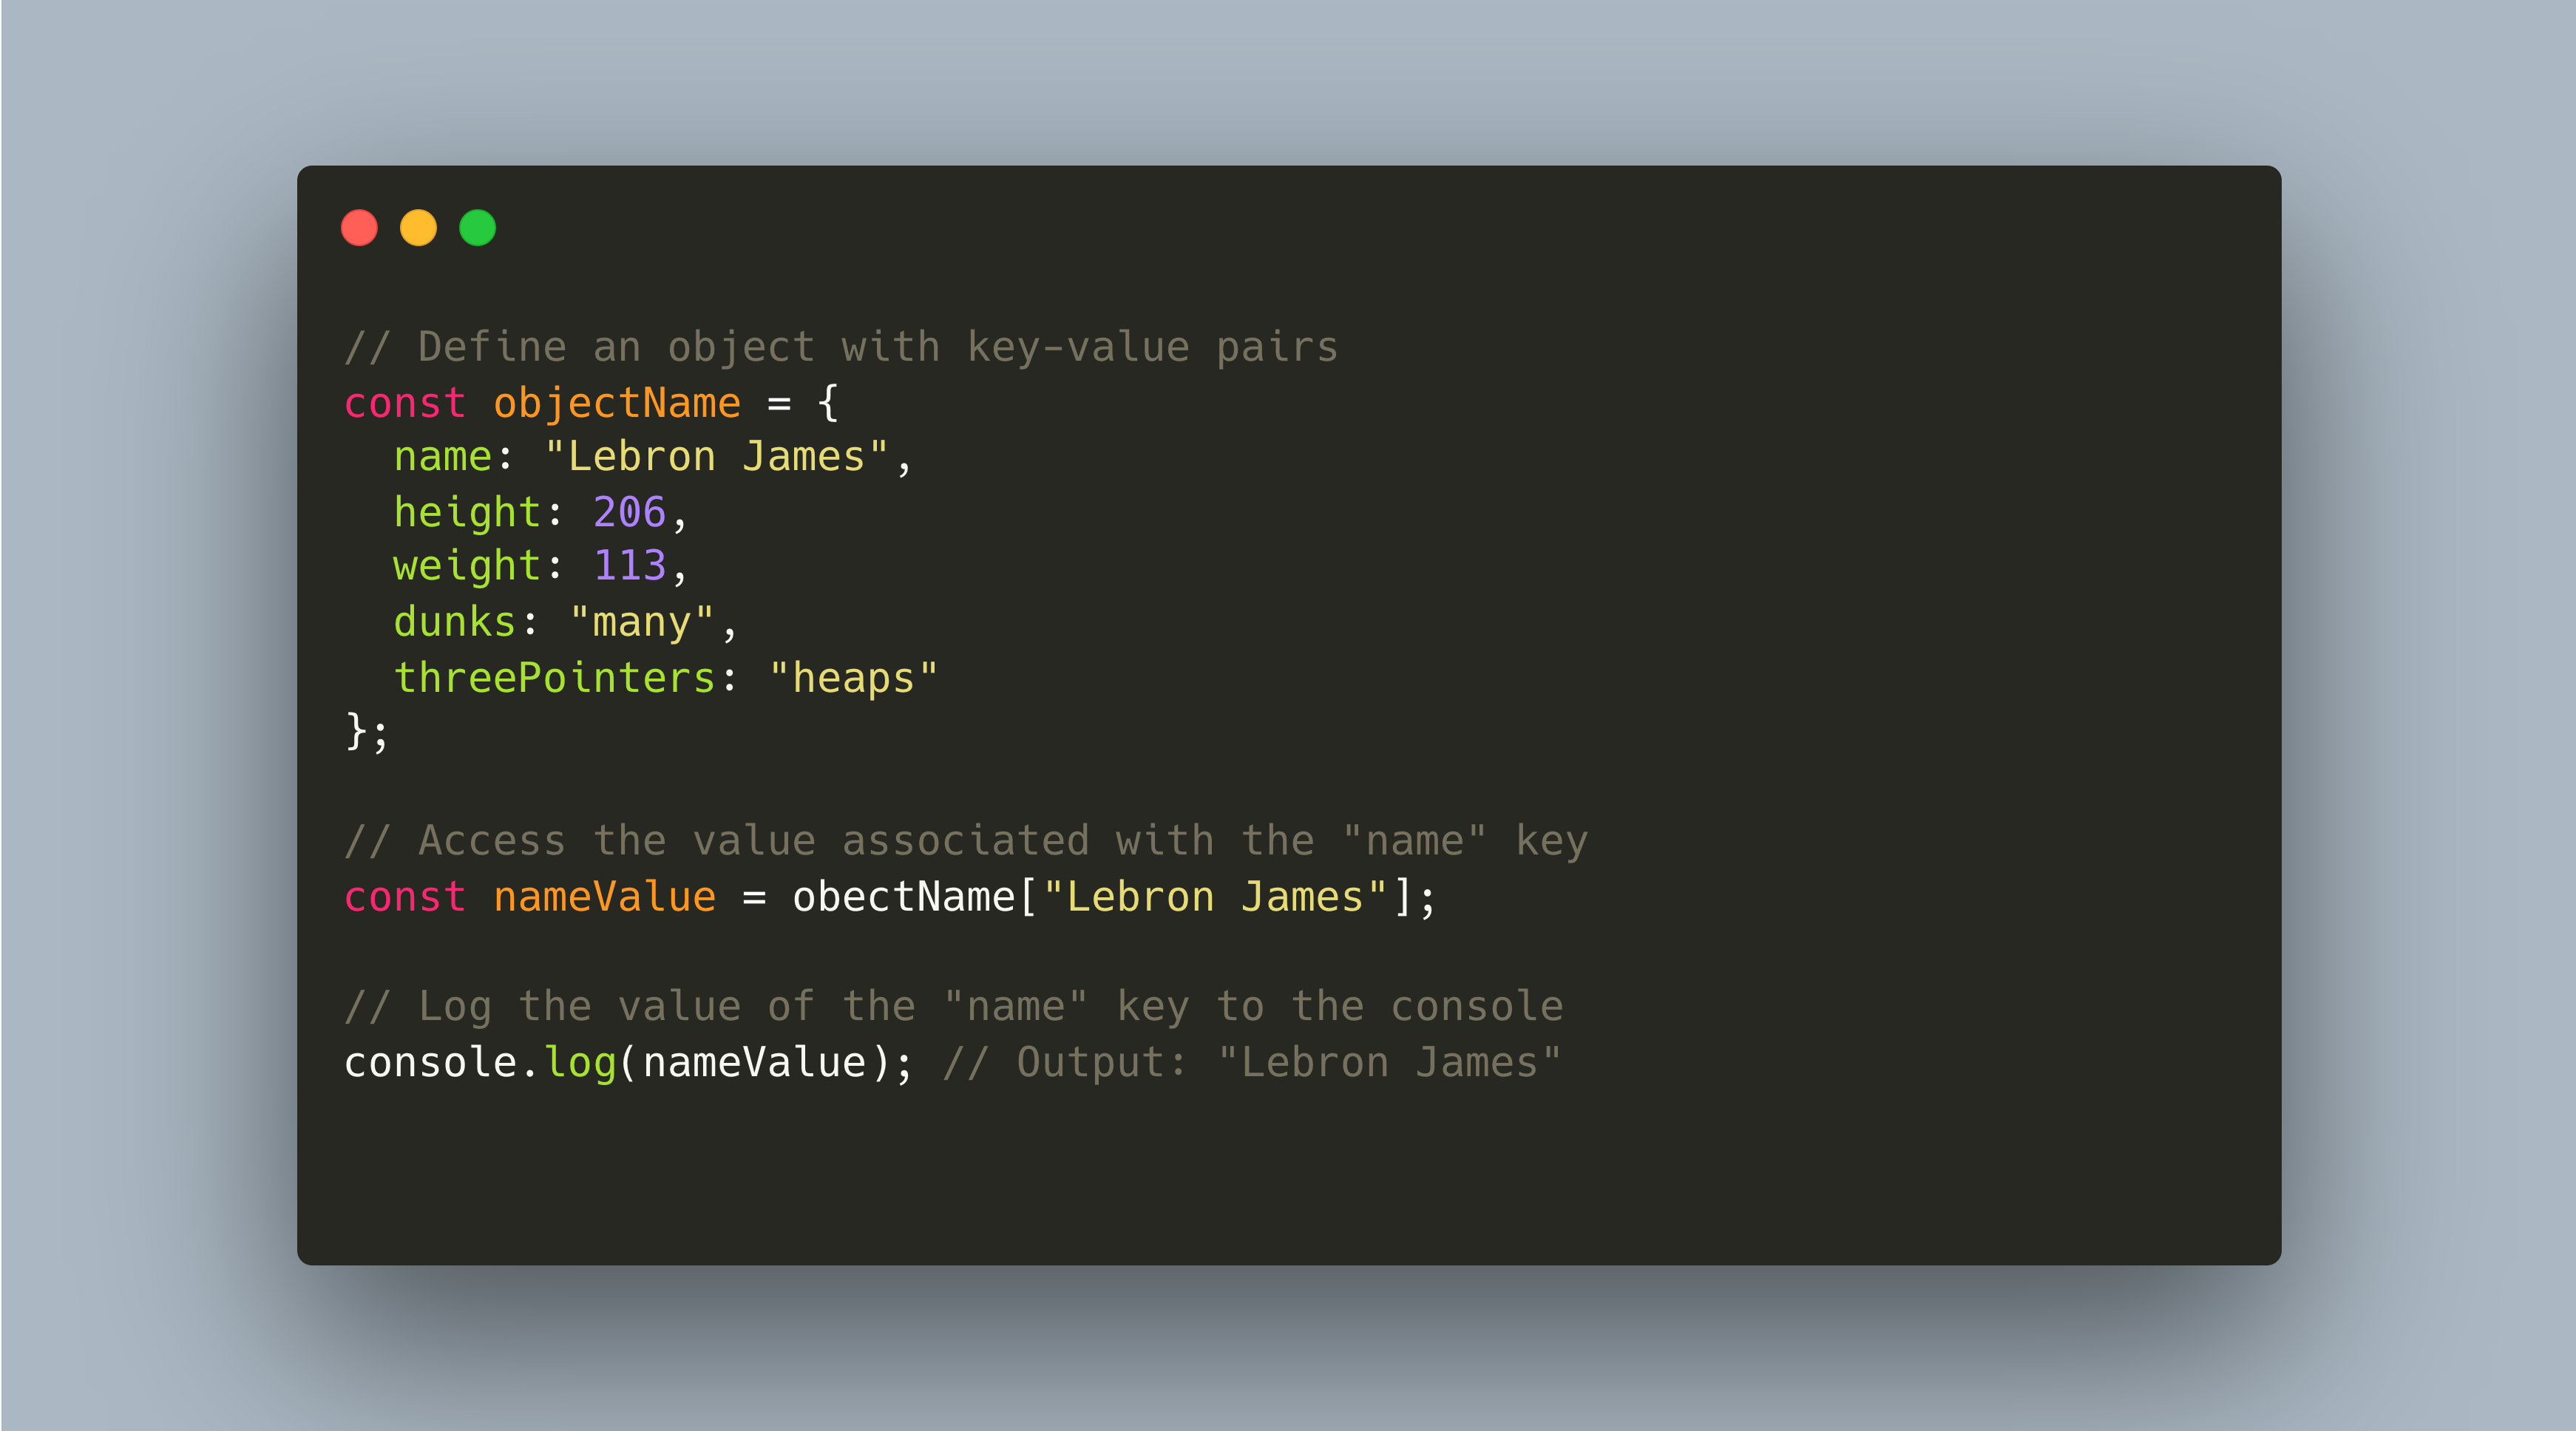 // Define an object with key-value pairs
const objectName = {
  name: "Lebron James",
  height: 206,
  weight: 113,
  dunks: "many",
  threePointers: "heaps"
};
// Access the value associated with the "name" key
const nameValue = obectName["Lebron James"];
// Log the value of the "name" key to the console
console.log(nameValue); // Output: "Lebron James"